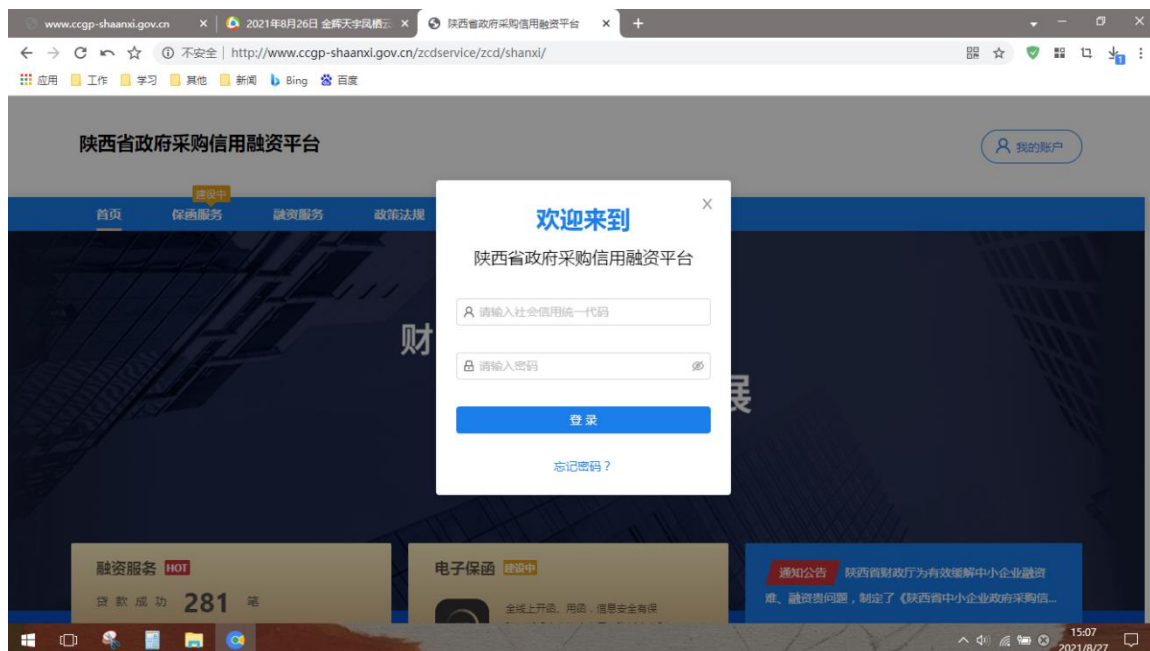 www.ccgp-shaanxi.gov.cn
2021年8月26日 金辉天宇凤栖云
陕西省政府采购信用融资平台
不安全 | http://www.ccgp-shaanxi.gov.cn/zcdservice/zcd/shanxi/
应用 工作 学习 其他 新闻 Bing 百度
陕西省政府采购信用融资平台
我的账户
建设中
首页 保函服务 融资服务 政策法规
欢迎来到
陕西省政府采购信用融资平台
请输入社会信用统一代码
财
请输入密码
展
登 录
忘记密码？
融资服务 HOT
贷款成功 281 笔
电子保函 建设中
全线上开函、用函，信息安全有保
通知公告 陕西省财政厅为有效缓解中小企业融资
难、融资贵问题，制定了《陕西省中小企业政府采购信...
15:07
2021/8/27